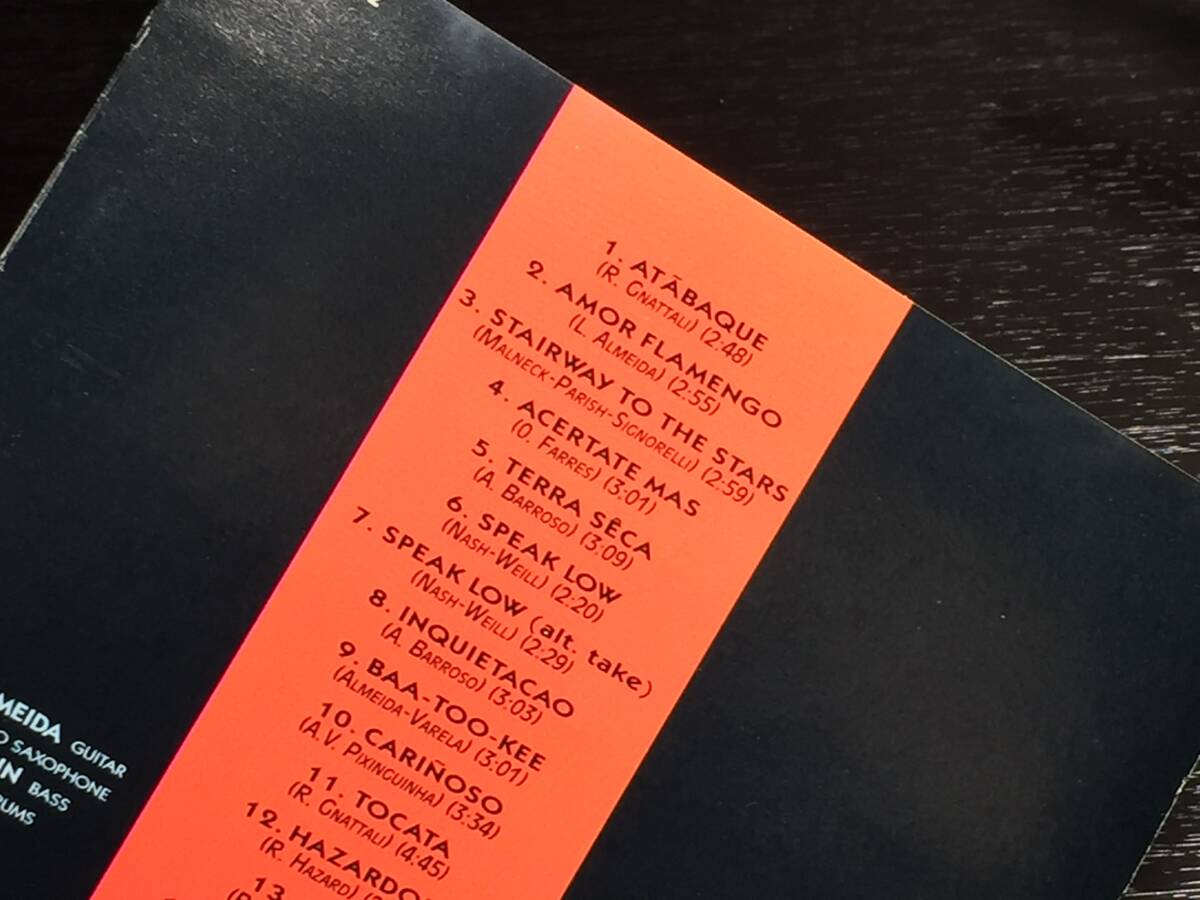 1. ATĀBAQUE
(R. GNATTALI) (2:48)
2. AMOR FLAMENGO
(L. ALMEIDA) (2:55)
3. STAIRWAY TO THE STARS
(MALNECK-PARISH-SIGNORELLI) (2:59)
4. ACERTATE MAS
(O. FARRES) (3:01)
5. TERRA SÊCA
(A. BARROSO) (3:09)
6. SPEAK LOW
(NASH-WEILL) (2:20)
7. SPEAK LOW (alt. take)
(NASH-WEILL) (2:29)
8. INQUIETACAO
(A. BARROSO) (3:03)
9. BAA-TOO-KEE
(ALMEIDA-VARELA) (3:01)
10. CARIÑOSO
(A.V. PIXINGUINHA) (3:34)
11. TOCATA
(R. GNATTALI) (4:45)
12. HAZARDO
(R. HAZARD)
13.
MEIDA GUITAR
SAXOPHONE
IN BASS
RUMS